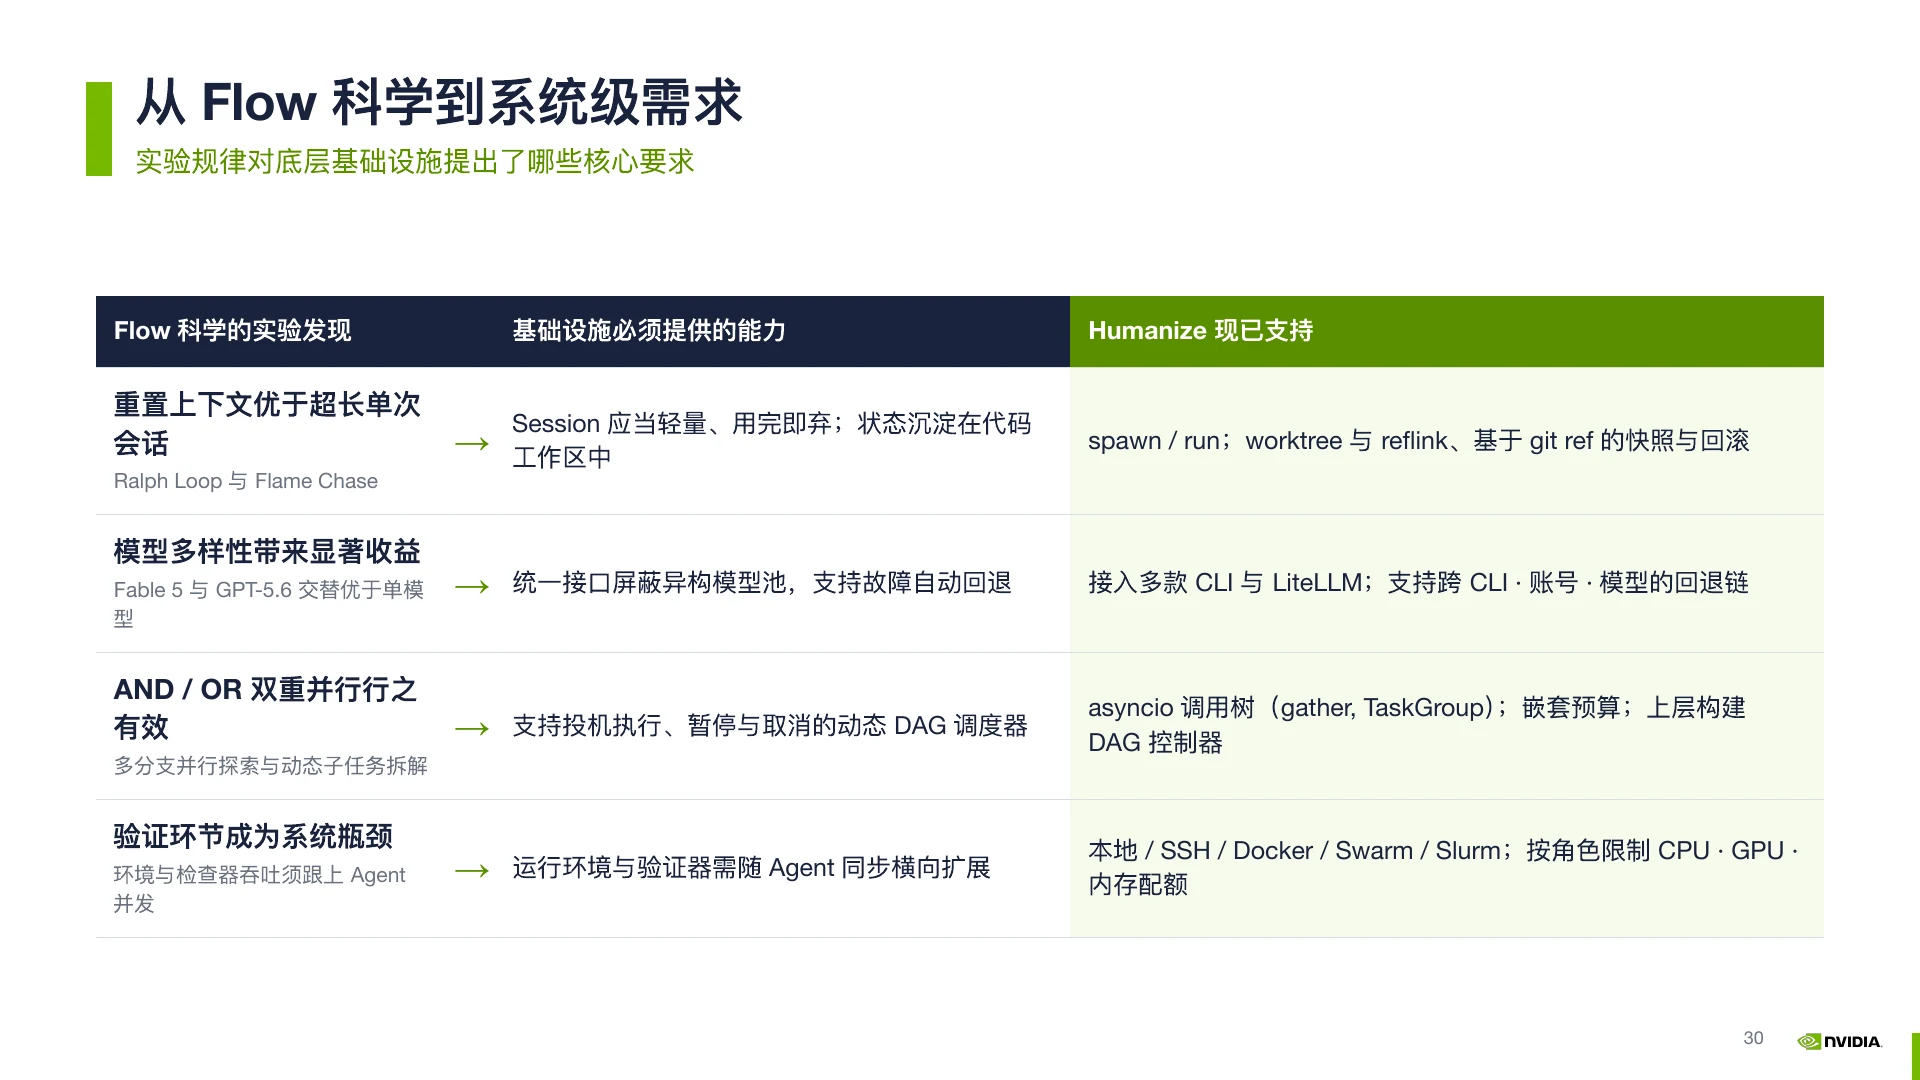 从 Flow 科学到系统级需求
实验规律对底层基础设施提出了哪些核心要求
Flow 科学的实验发现
基础设施必须提供的能力
Humanize 现已支持
重置上下文优于超长单次
会话
Ralph Loop 与 Flame Chase
→
Session 应当轻量、用完即弃；状态沉淀在代码
工作区中
spawn / run；worktree 与 reflink、基于 git ref 的快照与回滚
模型多样性带来显著收益
Fable 5 与 GPT-5.6 交替优于单模
型
→
统一接口屏蔽异构模型池，支持故障自动回退
接入多款 CLI 与 LiteLLM；支持跨 CLI · 账号 · 模型的回退链
AND / OR 双重并行行之
有效
多分支并行探索与动态子任务拆解
→
支持投机执行、暂停与取消的动态 DAG 调度器
asyncio 调用树（gather, TaskGroup）；嵌套预算；上层构建
DAG 控制器
验证环节成为系统瓶颈
环境与检查器吞吐须跟上 Agent
并发
→
运行环境与验证器需随 Agent 同步横向扩展
本地 / SSH / Docker / Swarm / Slurm；按角色限制 CPU · GPU ·
内存配额
30
NVIDIA